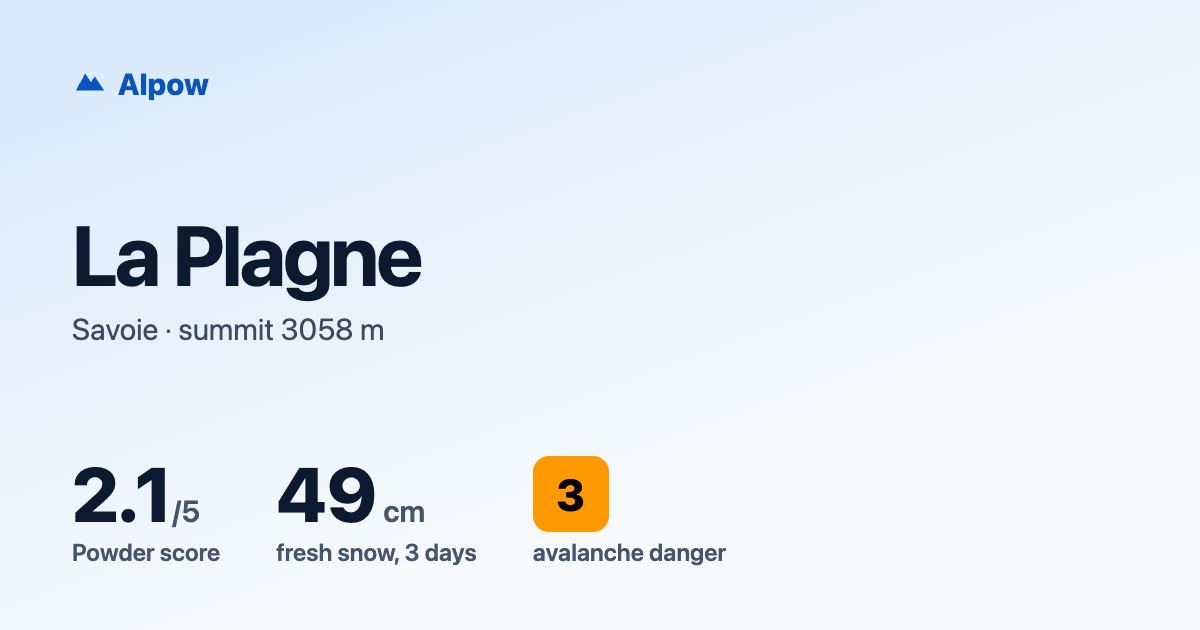 Alpow
La Plagne
Savoie · summit 3058 m
2.1/5
Powder score
49 cm
fresh snow, 3 days
3
avalanche danger